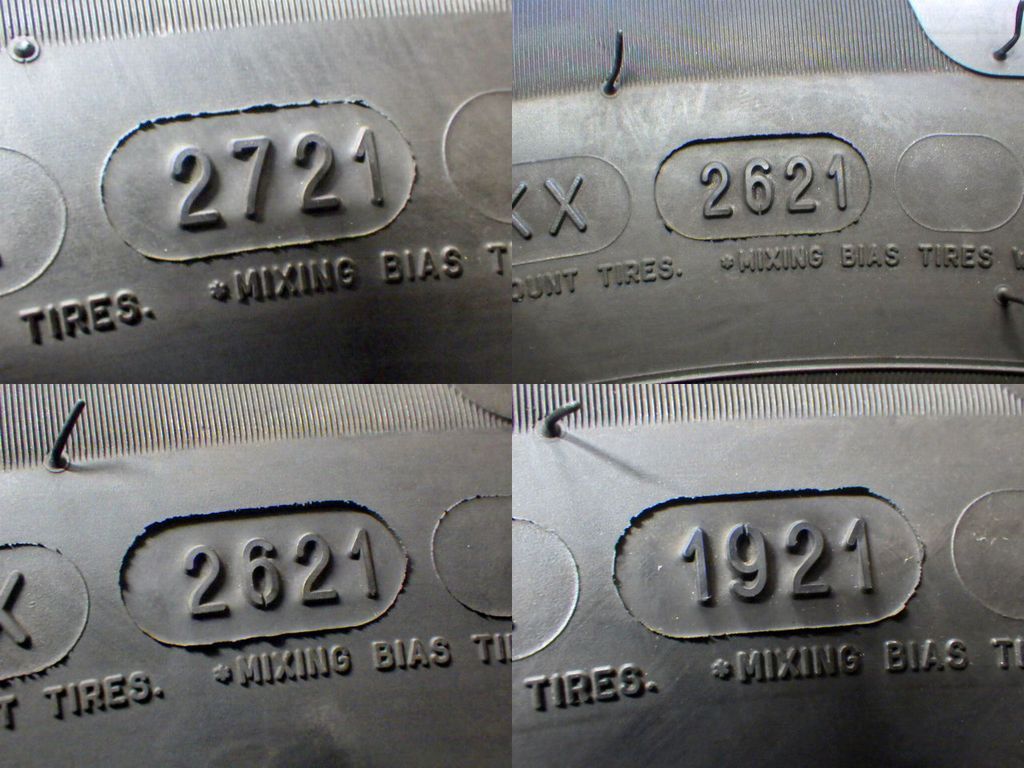 2721
TIRES. *MIXING BIAS
2621
XX
TIRES. *MIXING BIAS TIRES
2621
X
TIRES. *MIXING BIAS
1921
TIRES. *MIXING BIAS